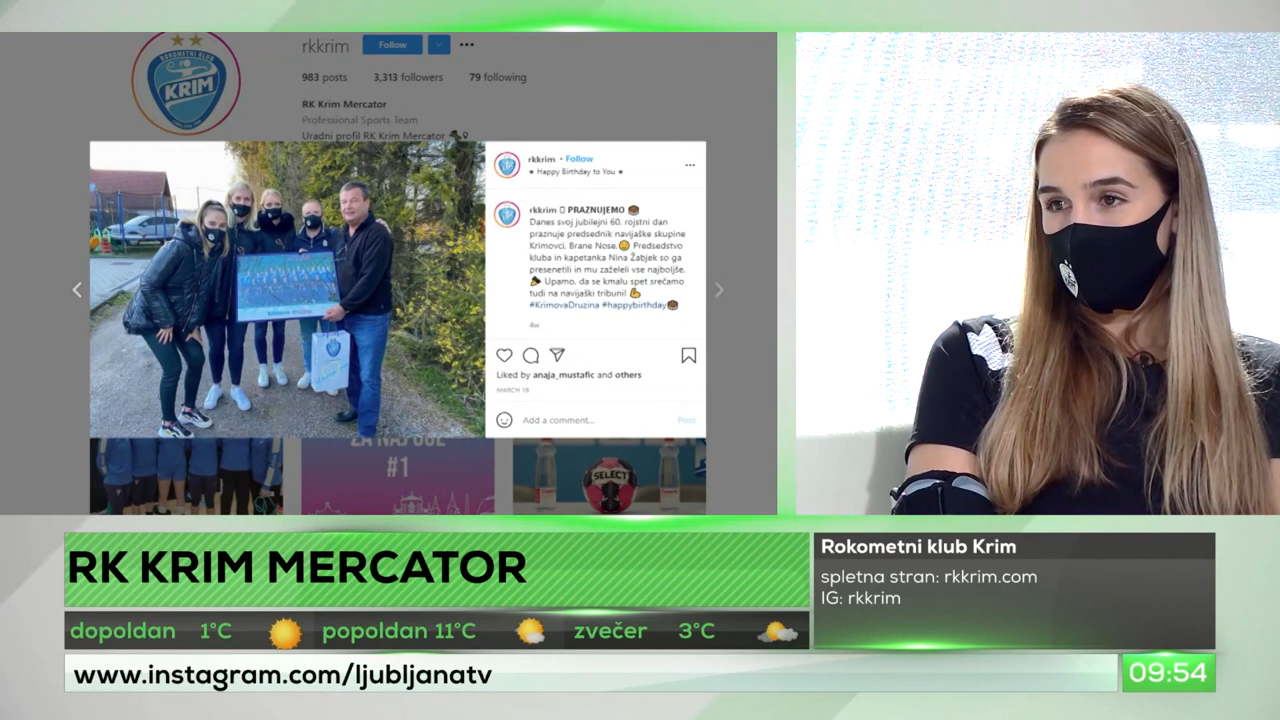 ROKOMETNI KLUB
KRIM
rkkrim Follow
983 posts 3,313 followers 79 following
RK Krim Mercator
Professional Sports Team
Uradni profil RK Krim Mercator
rkkrim • Follow
Happy Birthday to You
rkkrim PRAZNUJEMO
Danes svoj jubilejni 60. rojstni dan
praznuje predsednik navijaške skupine
Krimovci, Brane Nose. Predsedstvo
kluba in kapetanka Nina Žabjek so ga
presenetili in mu zaželeli vse najboljše.
Upamo, da se kmalu spet srečamo
tudi na navijaški tribuni!
#KrimovaDruzina #happybirthday
4w
Liked by anaja_mustafic and others
MARCH 18
Add a comment... Post
#1
SELECT
RK KRIM MERCATOR
Rokometni klub Krim
spletna stran: rkkrim.com
IG: rkkrim
dopoldan 1°C popoldan 11°C zvečer 3°C
www.instagram.com/ljubljanatv
09:54